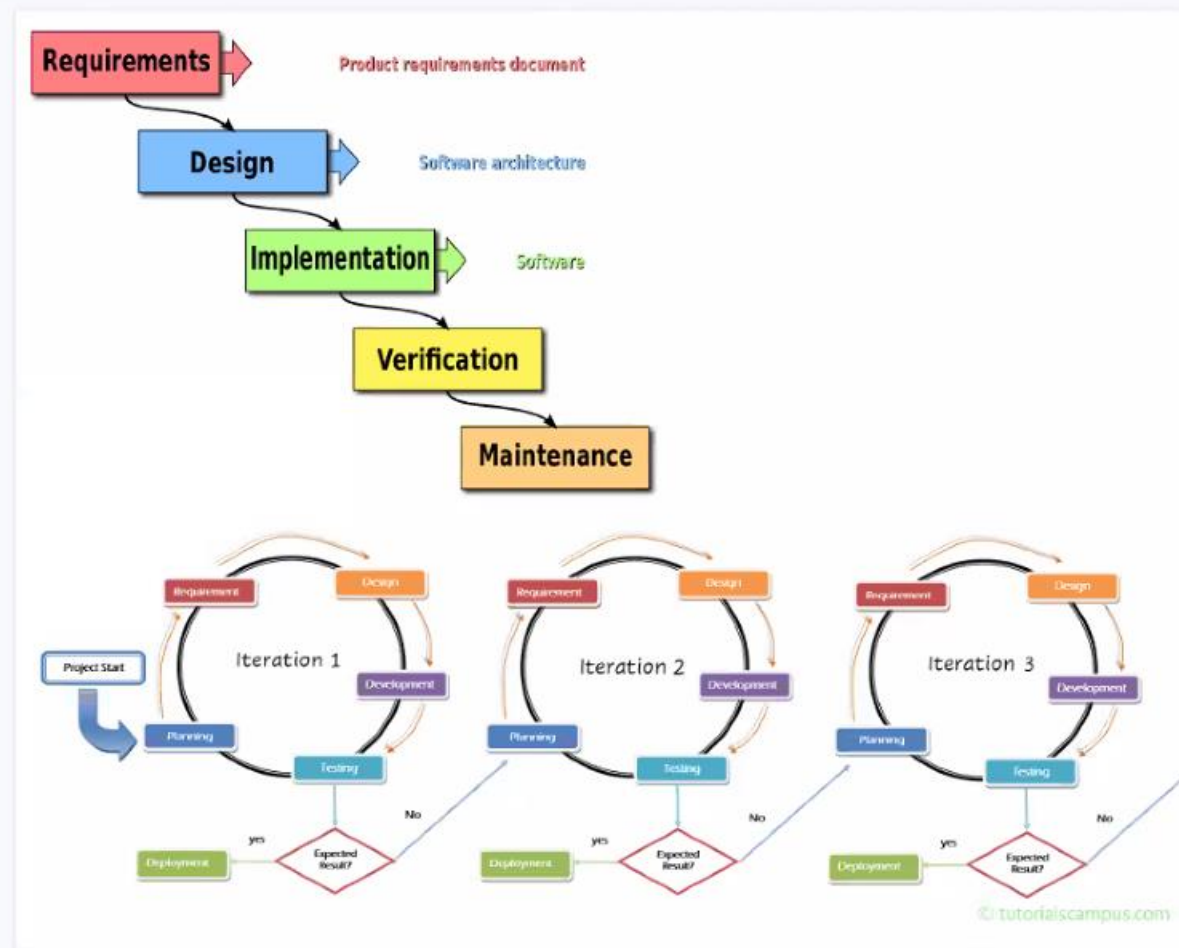 Requirements
Product requirements document
Design
Software architecture
Implementation
Software
Verification
Maintenance
Project Start
Iteration 1
Requirement
Design
Development
Testing
Planning
Expected
Result?
yes
No
Deployment
Iteration 2
Requirement
Design
Development
Testing
Planning
Expected
Result?
yes
No
Deployment
Iteration 3
Requirement
Design
Development
Testing
Planning
Expected
Result?
yes
No
Deployment
© tutorialscampus.com